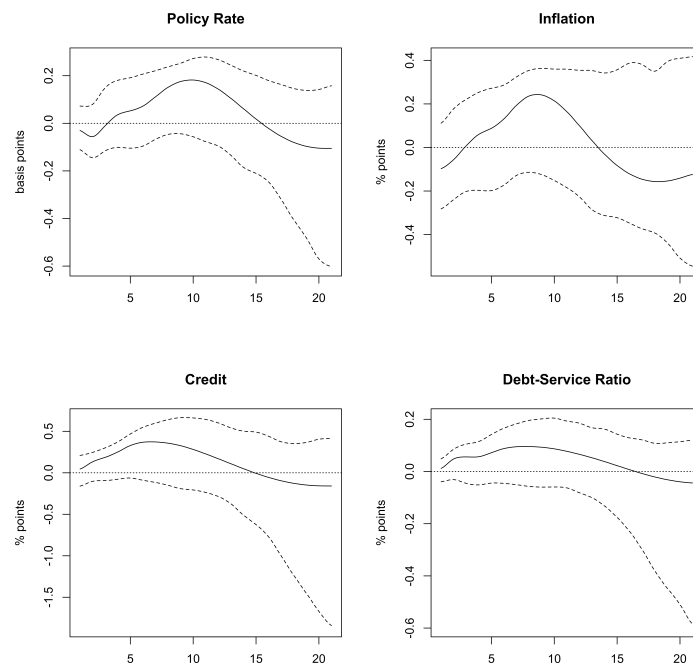 Policy Rate
basis points
0.2
0.0
-0.2
-0.4
-0.6
5 10 15 20
Inflation
% points
0.4
0.2
0.0
-0.2
-0.4
5 10 15 20
Credit
% points
0.5
0.0
-0.5
-1.0
-1.5
5 10 15 20
Debt-Service Ratio
% points
0.2
0.0
-0.2
-0.4
-0.6
5 10 15 20